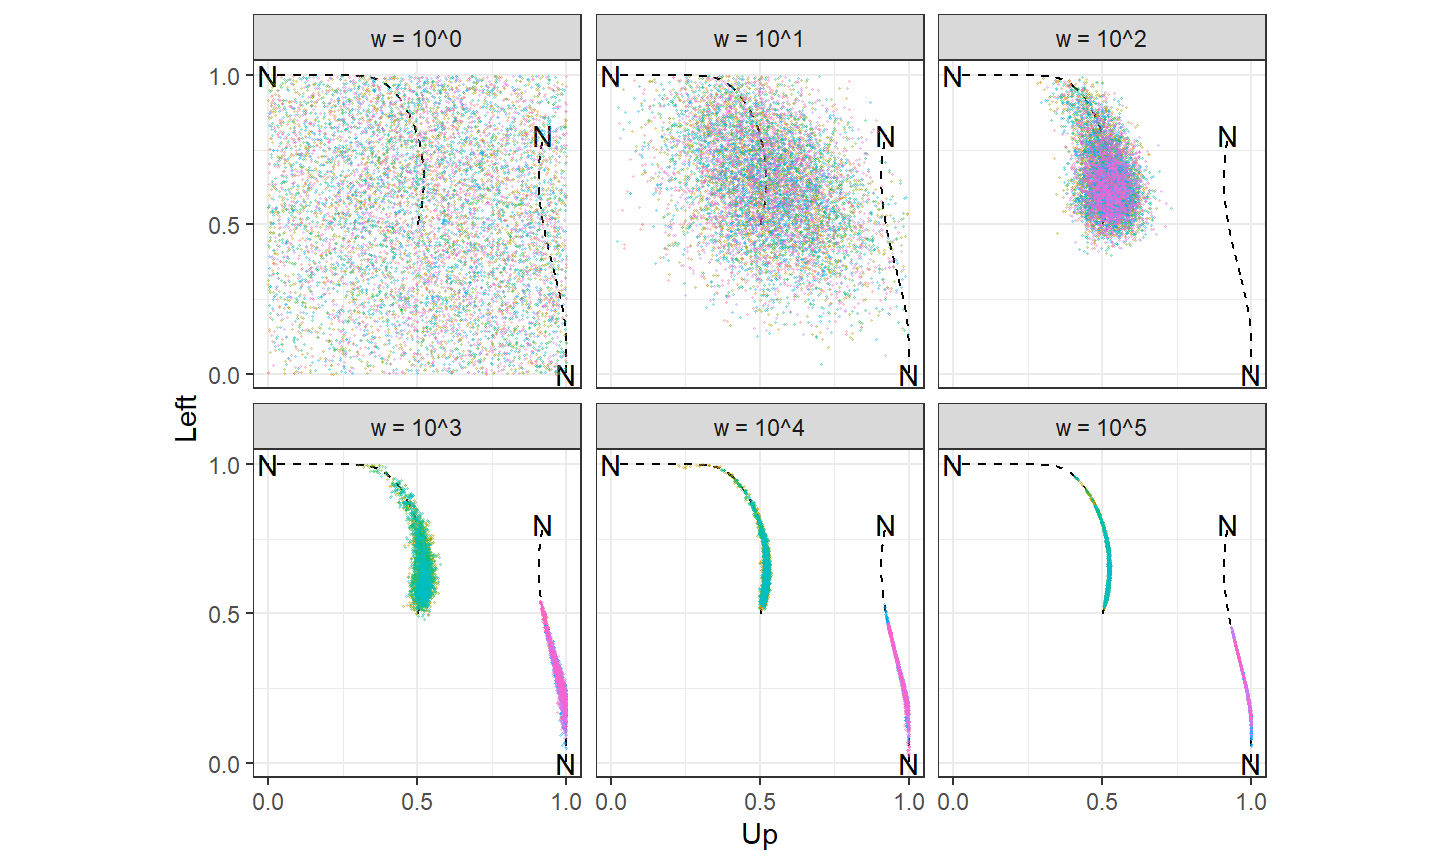 w = 10^0 w = 10^1 w = 10^2
1.0 N N N
N N N
0.5
0.0 N N N
Left
w = 10^3 w = 10^4 w = 10^5
1.0 N N N
N N N
0.5
0.0 N N N
0.0 0.5 1.0 0.0 0.5 1.0 0.0 0.5 1.0
Up